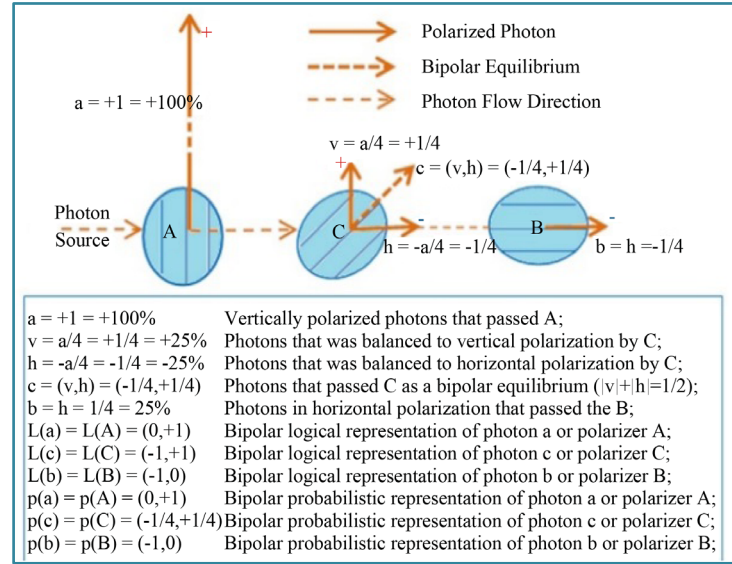 +
Polarized Photon
Bipolar Equilibrium
Photon Flow Direction
a = +1 = +100%
v = a/4 = +1/4
+
c = (v,h) = (-1/4,+1/4)
Photon
Source
A
C
-
h = -a/4 = -1/4
B
-
b = h =-1/4
a = +1 = +100% Vertically polarized photons that passed A;
v = a/4 = +1/4 = +25% Photons that was balanced to vertical polarization by C;
h = -a/4 = -1/4 = -25% Photons that was balanced to horizontal polarization by C;
c = (v,h) = (-1/4,+1/4) Photons that passed C as a bipolar equilibrium (|v|+|h|=1/2);
b = h = 1/4 = 25% Photons in horizontal polarization that passed the B;
L(a) = L(A) = (0,+1) Bipolar logical representation of photon a or polarizer A;
L(c) = L(C) = (-1,+1) Bipolar logical representation of photon c or polarizer C;
L(b) = L(B) = (-1,0) Bipolar logical representation of photon b or polarizer B;
p(a) = p(A) = (0,+1) Bipolar probabilistic representation of photon a or polarizer A;
p(c) = p(C) = (-1/4,+1/4) Bipolar probabilistic representation of photon c or polarizer C;
p(b) = p(B) = (-1,0) Bipolar probabilistic representation of photon b or polarizer B;